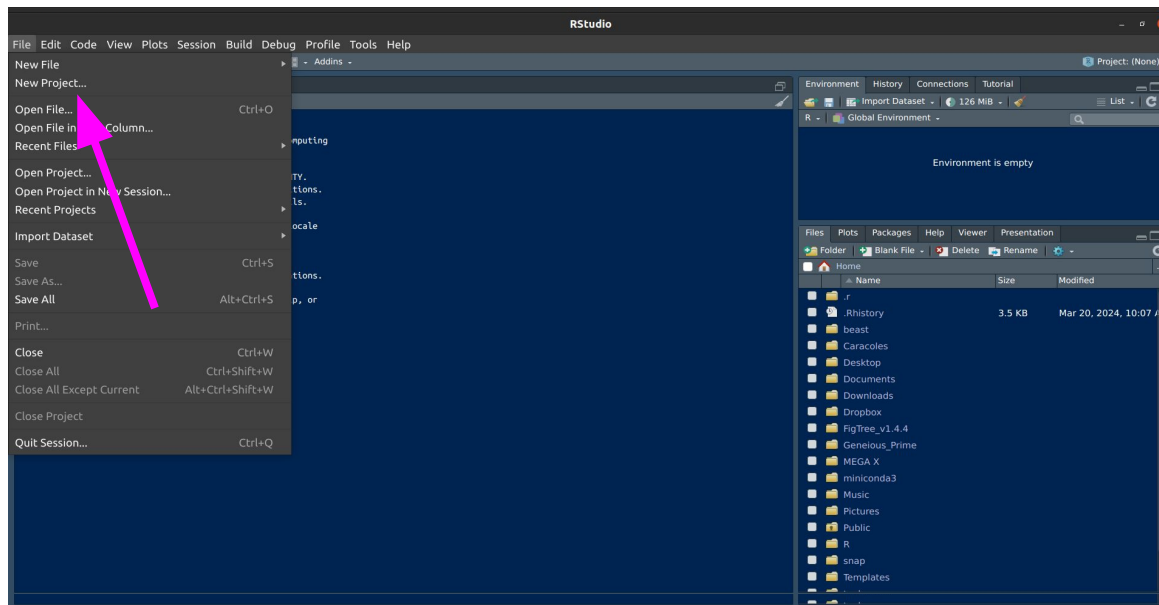 RStudio
File Edit Code View Plots Session Build Debug Profile Tools Help
- Addins -
Project: (None)
New File
New Project...
Open File... Ctrl+O
Open File in Column...
Recent Files
Open Project...
Open Project in New Session...
Recent Projects
Import Dataset
Save Ctrl+S
Save As...
Save All Alt+Ctrl+S
Print...
Close Ctrl+W
Close All Ctrl+Shift+W
Close All Except Current Alt+Ctrl+Shift+W
Close Project
Quit Session... Ctrl+Q
mputing
TY.
tions.
ls.
ocale
tions.
p, or
Environment History Connections Tutorial
Import Dataset - 126 MiB - List -
R - Global Environment -
Environment is empty
Files Plots Packages Help Viewer Presentation
Folder Blank File - Delete Rename -
Home
Name Size Modified
.r
.Rhistory 3.5 KB Mar 20, 2024, 10:07
beast
Caracoles
Desktop
Documents
Downloads
Dropbox
FigTree_v1.4.4
Geneious_Prime
MEGA X
miniconda3
Music
Pictures
Public
R
snap
Templates